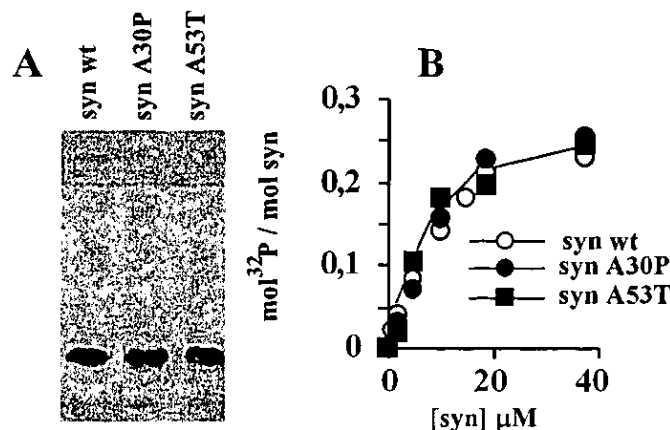 A
syn wt
syn A30P
syn A53T
B
mol³²P / mol syn
0,3
0,2
0,1
0
0
20
40
[syn] μM
syn wt
syn A30P
syn A53T